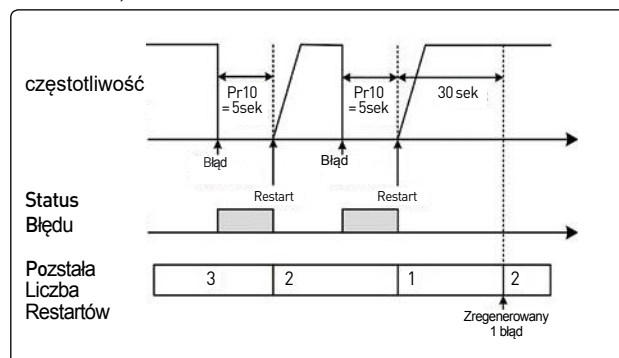 częstotliwość
Pr10
= 5sek
Pr10
= 5sek
30 sek
Błąd
Błąd
Restart
Restart
Status
Błędu
Pozstała
Liczba
Restartów
3
2
1
2
Zregenerowany
1 błąd